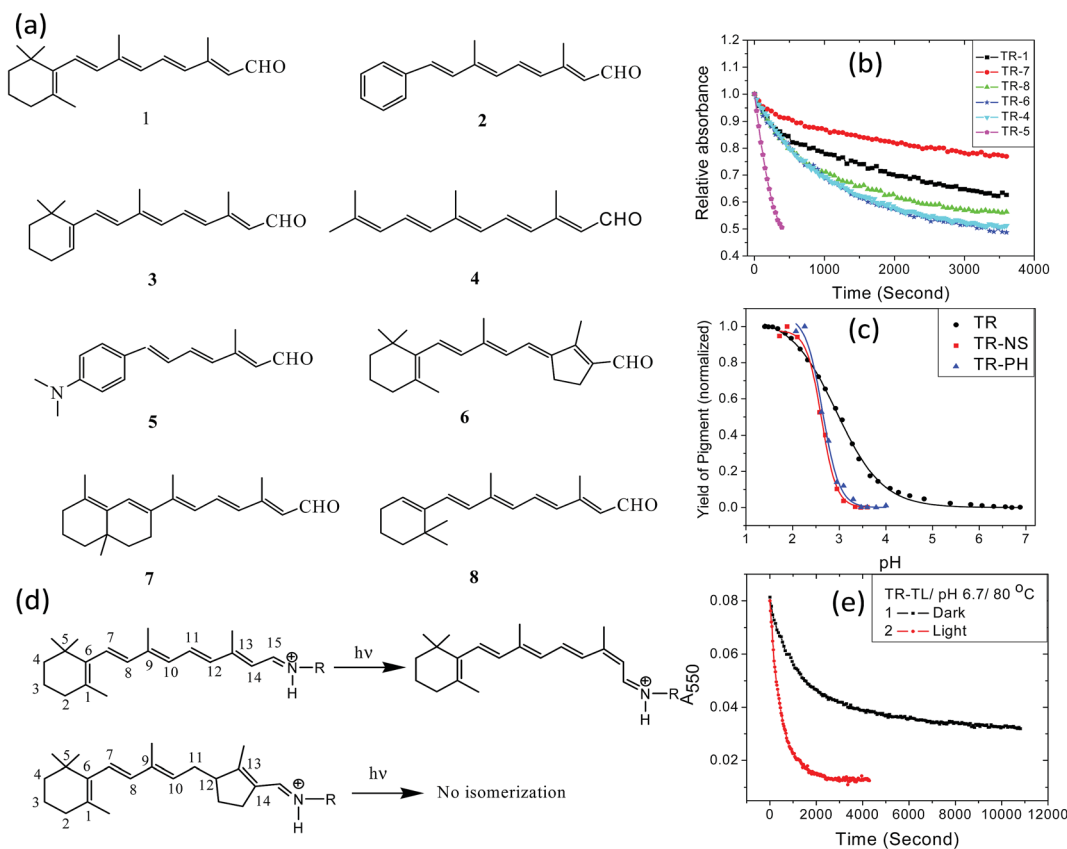 (a)
CHO
1
CHO
2
CHO
3
CHO
4
CHO
N
5
CHO
6
CHO
7
CHO
8
(b)
1.2
1.1
1.0
0.9
0.8
0.7
0.6
0.5
0.4
Relative absorbance
TR-1
TR-7
TR-8
TR-6
TR-4
TR-5
0 1000 2000 3000 4000
Time (Second)
(c)
1.0
0.8
0.6
0.4
0.2
0.0
Yield of Pigment (normalized)
TR
TR-NS
TR-PH
1 2 3 4 5 6 7
pH
(d)
5 7 11 13 15
4 6 9 N R
3 8 10 12 14 H
2 1
⊕
hν
⊕
N R
H
5 7 9 11 13
4 6 12 N R
3 8 10 14 H
2 1
⊕
hν
No isomerization
(e)
0.08
0.06
0.04
0.02
A550
TR-TL/ pH 6.7/ 80 °C
1 Dark
2 Light
0 2000 4000 6000 8000 10000 12000
Time (Second)